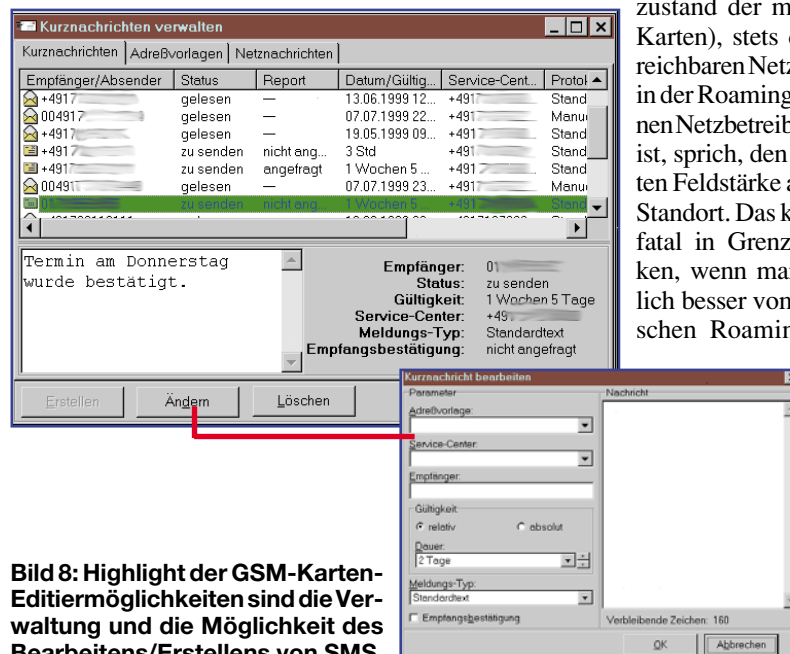 Kurznachrichten verwalten
Kurznachrichten Adreßvorlagen Netznachrichten
Empfänger/Absender Status Report Datum/Gültig... Service-Cent... Protok
+4917 gelesen — 13.06.1999 12... +491 Stand
004917 gelesen — 07.07.1999 22... +4917 Manu
+4917 gelesen — 19.05.1999 09... +491 Stand
+4917 zu senden nicht ang... 3 Std +491 Stand
+4917 zu senden angefragt 1 Wochen 5 ... +4917 Stand
00491 gelesen — 07.07.1999 23... +4917 Manu
01 zu senden nicht ang... 1 Wochen 5 ... +491 Stand
Termin am Donnerstag
wurde bestätigt.
Empfänger: 01
Status: zu senden
Gültigkeit: 1 Wochen 5 Tage
Service-Center: +49
Meldungs-Typ: Standardtext
Empfangsbestätigung: nicht angefragt
Erstellen Ändern Löschen
zustand der m
Karten), stets
reichbaren Netz
in der Roaming
nen Netzbetreib
ist, sprich, den
ten Feldstärke a
Standort. Das k
fatal in Grenz
ken, wenn man
lich besser vom
schen Roamin
Kurznachricht bearbeiten
Parameter
Adreßvorlage:
Service-Center:
Empfänger:
Gültigkeit:
relativ absolut
Dauer:
2 Tage
Meldungs-Typ:
Standardtext
Empfangsbestätigung
Nachricht
Verbleibende Zeichen: 160
OK Abbrechen
Bild 8: Highlight der GSM-Karten-
Editiermöglichkeiten sind die Ver-
waltung und die Möglichkeit des
Bearbeitens/Erstellens von SMS.